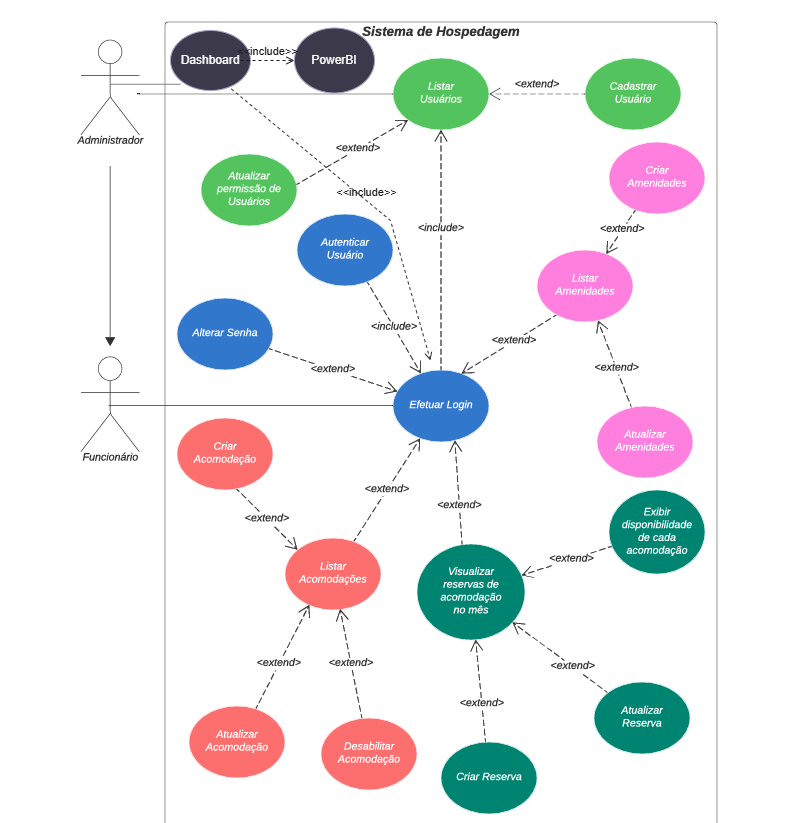 Sistema de Hospedagem
Dashboard
<<include>>
PowerBI
Listar
Usuários
<extend>
Cadastrar
Usuário
Administrador
<extend>
Atualizar
permissão de
Usuários
<<include>>
Criar
Amenidades
<include>
<extend>
Autenticar
Usuário
Listar
Amenidades
Alterar Senha
<include>
<extend>
<extend>
<extend>
Efetuar Login
Funcionário
Atualizar
Amenidades
Criar
Acomodação
<extend>
<extend>
<extend>
Exibir
disponibilidade
de cada
acomodação
Listar
Acomodações
Visualizar
reservas de
acomodação
no mês
<extend>
<extend>
<extend>
<extend>
<extend>
Atualizar
Acomodação
Desabilitar
Acomodação
Criar Reserva
Atualizar
Reserva